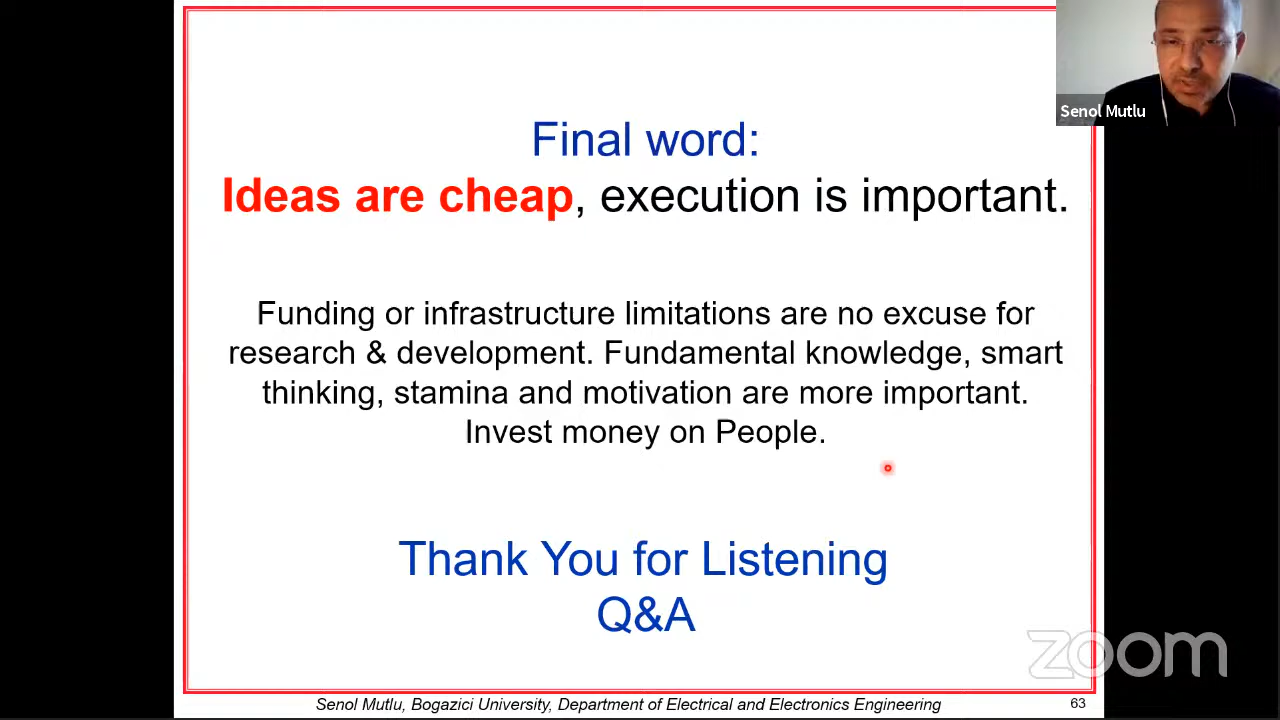 Senol Mutlu
Final word:
Ideas are cheap, execution is important.
Funding or infrastructure limitations are no excuse for
research & development. Fundamental knowledge, smart
thinking, stamina and motivation are more important.
Invest money on People.
Thank You for Listening
Q&A
zoom
Senol Mutlu, Bogazici University, Department of Electrical and Electronics Engineering
63